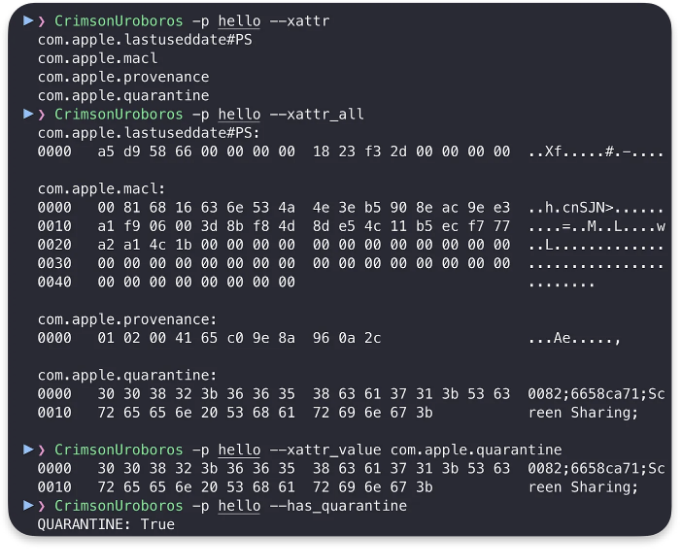 ▶❯ CrimsonUroboros -p hello --xattr
com.apple.lastuseddate#PS
com.apple.macl
com.apple.provenance
com.apple.quarantine
▶❯ CrimsonUroboros -p hello --xattr_all
com.apple.lastuseddate#PS:
0000   a5 d9 58 66 00 00 00 00  18 23 f3 2d 00 00 00 00   ..Xf.....#.-....

com.apple.macl:
0000   00 81 68 16 63 6e 53 4a  4e 3e b5 90 8e ac 9e e3   ..h.cnSJN>......
0010   a1 f9 06 00 3d 8b f8 4d  8d e5 4c 11 b5 ec f7 77   ....=..M..L....w
0020   a2 a1 4c 1b 00 00 00 00  00 00 00 00 00 00 00 00   ..L.............
0030   00 00 00 00 00 00 00 00  00 00 00 00 00 00 00 00   ................
0040   00 00 00 00 00 00 00 00                            ........

com.apple.provenance:
0000   01 02 00 41 65 c0 9e 8a  96 0a 2c                  ...Ae.....,

com.apple.quarantine:
0000   30 30 38 32 3b 36 36 35  38 63 61 37 31 3b 53 63   0082;6658ca71;Sc
0010   72 65 65 6e 20 53 68 61  72 69 6e 67 3b            reen Sharing;

▶❯ CrimsonUroboros -p hello --xattr_value com.apple.quarantine
0000   30 30 38 32 3b 36 36 35  38 63 61 37 31 3b 53 63   0082;6658ca71;Sc
0010   72 65 65 6e 20 53 68 61  72 69 6e 67 3b            reen Sharing;
▶❯ CrimsonUroboros -p hello --has_quarantine
QUARANTINE: True